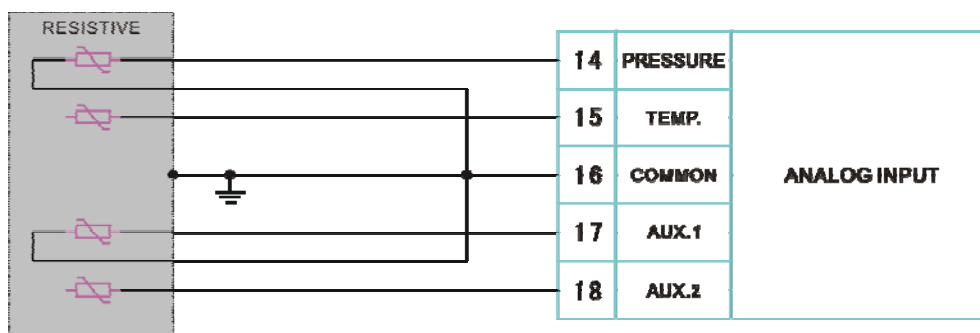 RESISTIVE
14 PRESSURE
15 TEMP.
16 COMMON
ANALOG INPUT
17 AUX.1
18 AUX.2